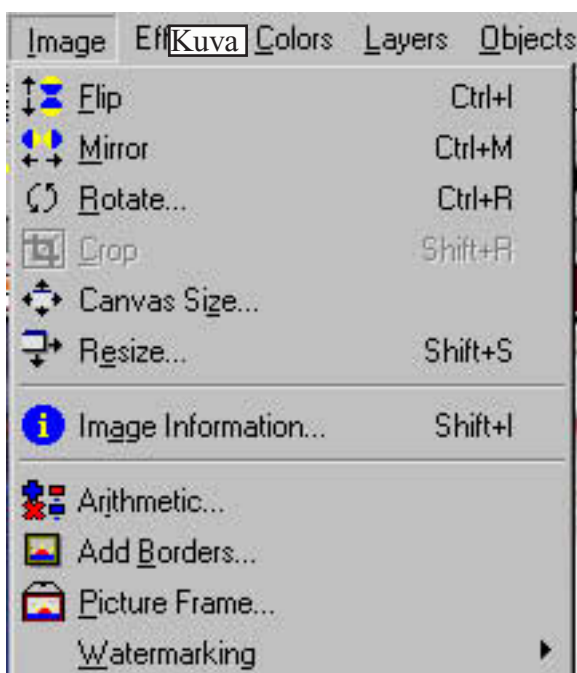 Image Eff Kuva Colors Layers Objects
Flip Ctrl+I
Mirror Ctrl+M
Rotate... Ctrl+R
Crop Shift+R
Canvas Size...
Resize... Shift+S
Image Information... Shift+I
Arithmetic...
Add Borders...
Picture Frame...
Watermarking